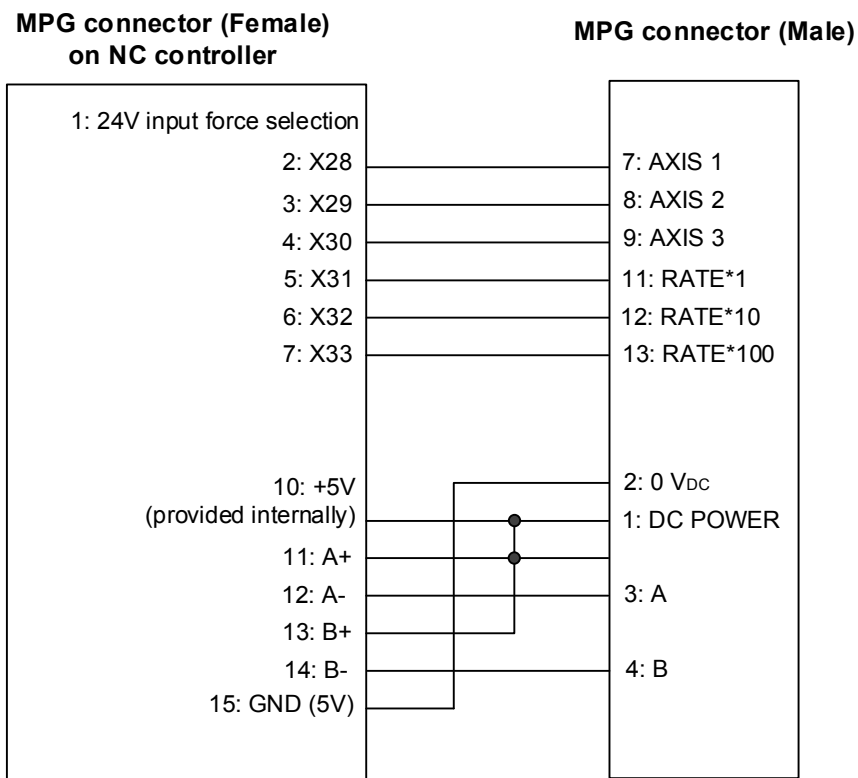 MPG connector (Female)
on NC controller
MPG connector (Male)
1: 24V input force selection
2: X28
3: X29
4: X30
5: X31
6: X32
7: X33
10: +5V
(provided internally)
11: A+
12: A-
13: B+
14: B-
15: GND (5V)
7: AXIS 1
8: AXIS 2
9: AXIS 3
11: RATE*1
12: RATE*10
13: RATE*100
2: 0 VDC
1: DC POWER
3: A
4: B